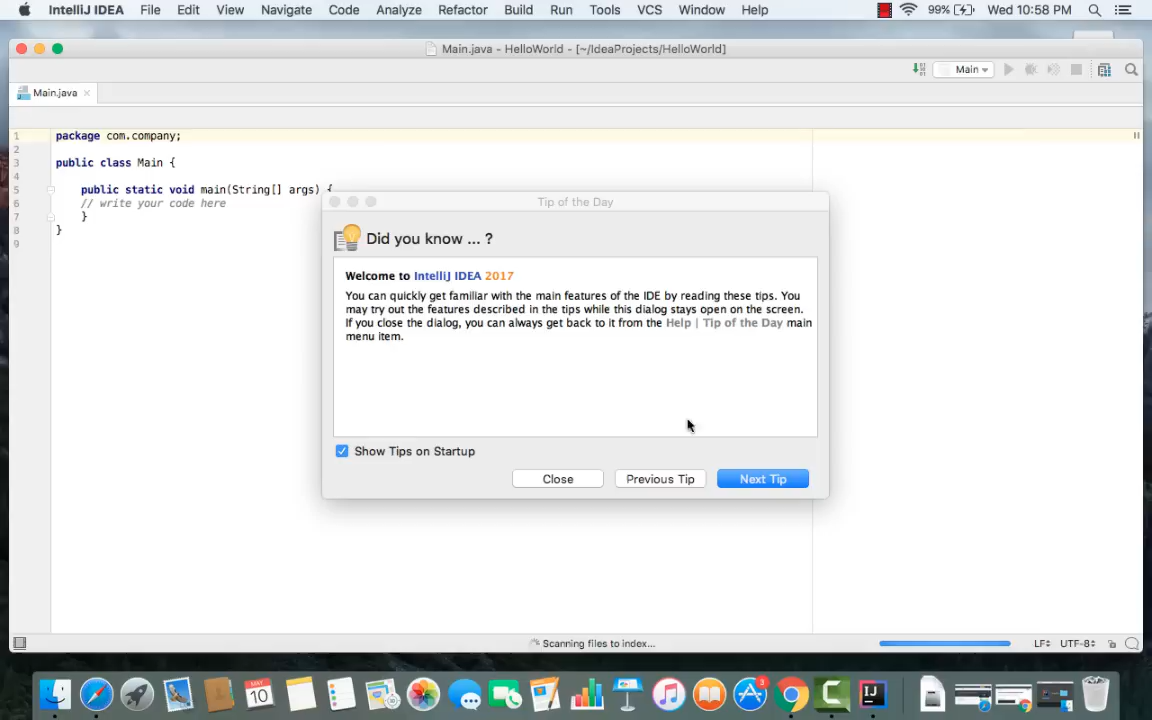 IntelliJ IDEA File Edit View Navigate Code Analyze Refactor Build Run Tools VCS Window Help 99% Wed 10:58 PM
Main.java - HelloWorld - [~/IdeaProjects/HelloWorld]
Main
Main.java
1 package com.company;
2
3 public class Main {
4
5 public static void main(String[] args) {
6 // write your code here
7 }
8 }
9
Tip of the Day
Did you know ... ?
Welcome to IntelliJ IDEA 2017
You can quickly get familiar with the main features of the IDE by reading these tips. You
may try out the features described in the tips while this dialog stays open on the screen.
If you close the dialog, you can always get back to it from the Help | Tip of the Day main
menu item.
Show Tips on Startup
Close Previous Tip Next Tip
Scanning files to index... LF UTF-8
MAY
10
3
IJ